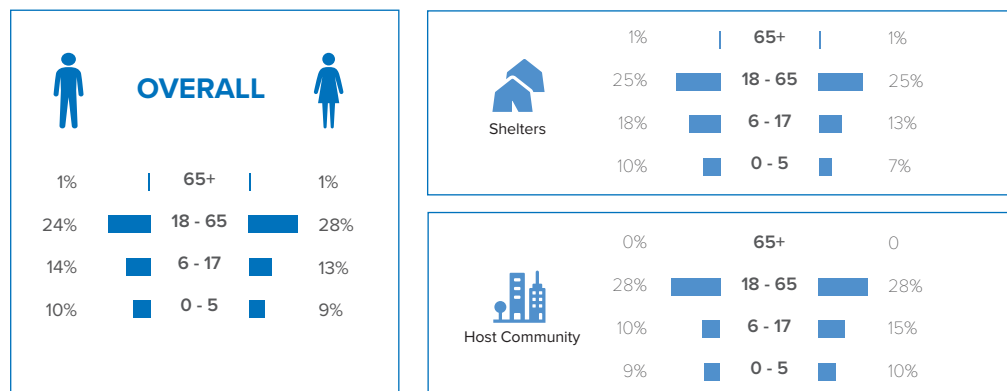 OVERALL
1% 65+ 1%
24% 18 - 65 28%
14% 6 - 17 13%
10% 0 - 5 9%
Shelters
1% 65+ 1%
25% 18 - 65 25%
18% 6 - 17 13%
10% 0 - 5 7%
Host Community
0% 65+ 0
28% 18 - 65 28%
10% 6 - 17 15%
9% 0 - 5 10%